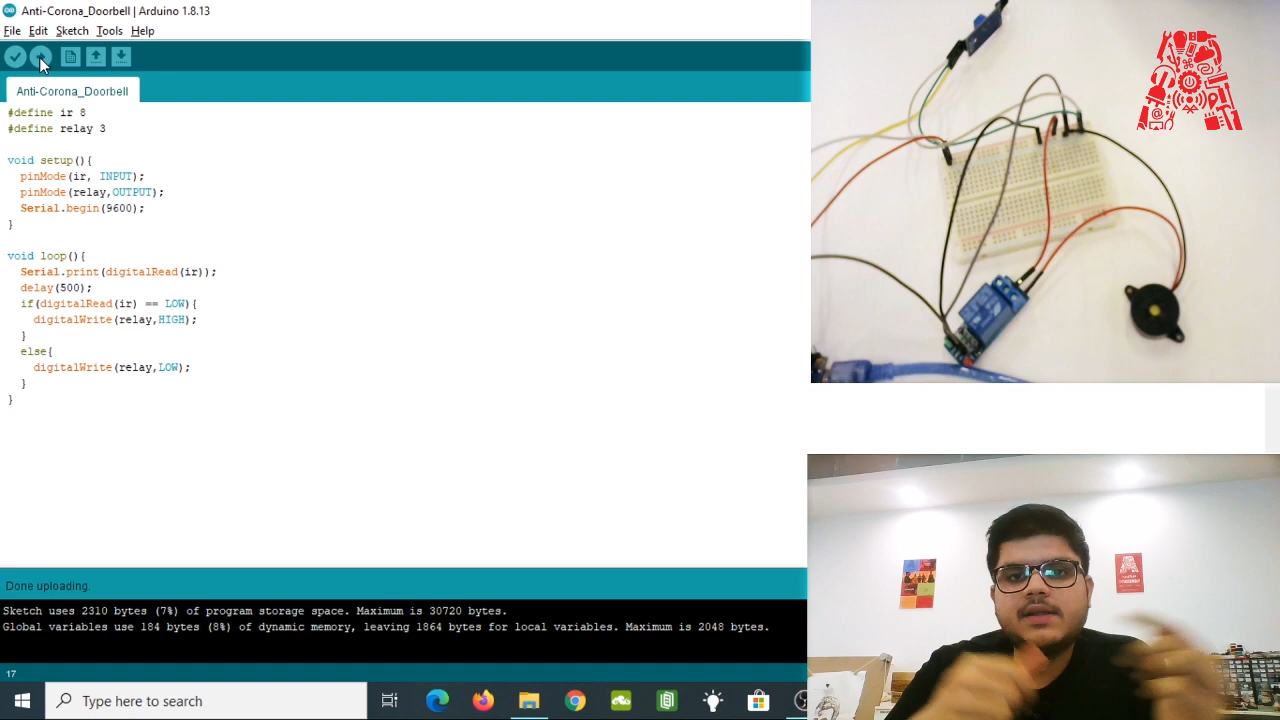 Anti-Corona_Doorbell | Arduino 1.8.13
File Edit Sketch Tools Help
Anti-Corona_Doorbell
#define ir 8
#define relay 3
void setup(){
pinMode(ir, INPUT);
pinMode(relay,OUTPUT);
Serial.begin(9600);
}
void loop(){
Serial.print(digitalRead(ir));
delay(500);
if(digitalRead(ir) == LOW){
digitalWrite(relay,HIGH);
}
else{
digitalWrite(relay,LOW);
}
}
Done uploading.
Sketch uses 2310 bytes (7%) of program storage space. Maximum is 30720 bytes.
Global variables use 184 bytes (8%) of dynamic memory, leaving 1864 bytes for local variables. Maximum is 2048 bytes.
17
Type here to search